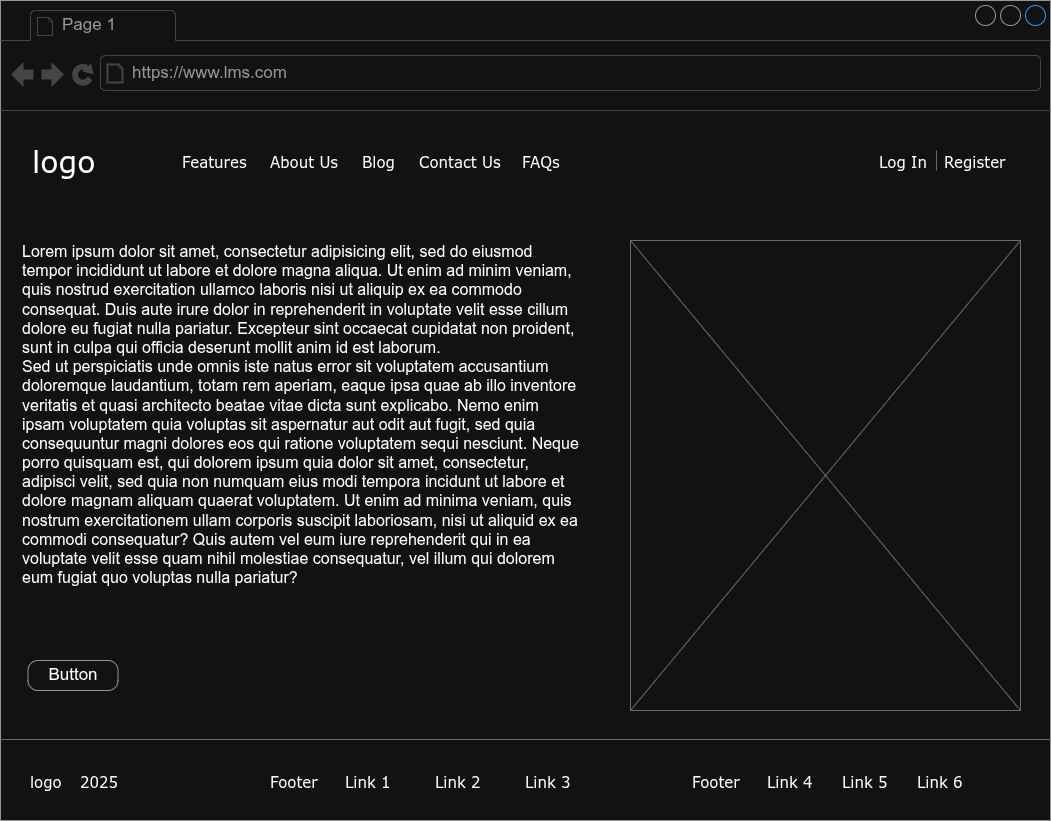 Page 1
https://www.lms.com
logo Features About Us Blog Contact Us FAQs Log In Register
Lorem ipsum dolor sit amet, consectetur adipisicing elit, sed do eiusmod
tempor incididunt ut labore et dolore magna aliqua. Ut enim ad minim veniam,
quis nostrud exercitation ullamco laboris nisi ut aliquip ex ea commodo
consequat. Duis aute irure dolor in reprehenderit in voluptate velit esse cillum
dolore eu fugiat nulla pariatur. Excepteur sint occaecat cupidatat non proident,
sunt in culpa qui officia deserunt mollit anim id est laborum.
Sed ut perspiciatis unde omnis iste natus error sit voluptatem accusantium
doloremque laudantium, totam rem aperiam, eaque ipsa quae ab illo inventore
veritatis et quasi architecto beatae vitae dicta sunt explicabo. Nemo enim
ipsam voluptatem quia voluptas sit aspernatur aut odit aut fugit, sed quia
consequuntur magni dolores eos qui ratione voluptatem sequi nesciunt. Neque
porro quisquam est, qui dolorem ipsum quia dolor sit amet, consectetur,
adipisci velit, sed quia non numquam eius modi tempora incidunt ut labore et
dolore magnam aliquam quaerat voluptatem. Ut enim ad minima veniam, quis
nostrum exercitationem ullam corporis suscipit laboriosam, nisi ut aliquid ex ea
commodi consequatur? Quis autem vel eum iure reprehenderit qui in ea
voluptate velit esse quam nihil molestiae consequatur, vel illum qui dolorem
eum fugiat quo voluptas nulla pariatur?
Button
logo 2025 Footer Link 1 Link 2 Link 3 Footer Link 4 Link 5 Link 6